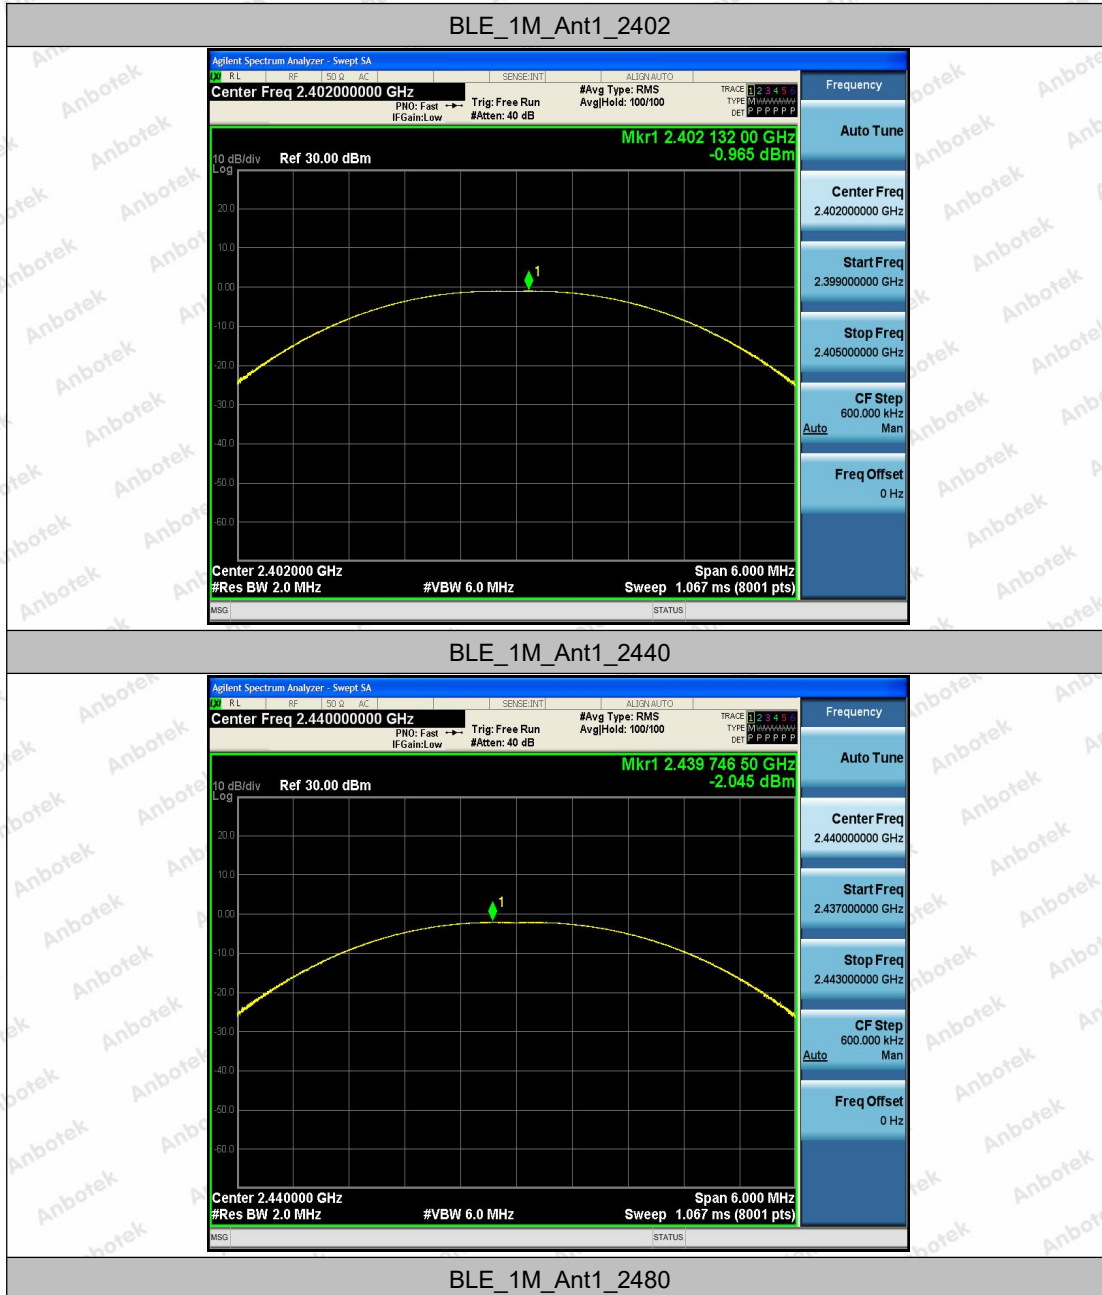 BLE_1M_Ant1_2402
Agilent Spectrum Analyzer - Swept SA
LXI RL RF 50 Ω AC SENSE:INT ALIGN AUTO
Center Freq 2.402000000 GHz
PNO: Fast
IFGain:Low
Trig: Free Run
#Atten: 40 dB
#Avg Type: RMS
Avg|Hold: 100/100
TRACE 1 2 3 4 5 6
TYPE M
DET P P P P P P
Mkr1 2.402 132 00 GHz
-0.965 dBm
10 dB/div Ref 30.00 dBm
Log
20.0
10.0
0.00
-10.0
-20.0
-30.0
-40.0
-50.0
-60.0
1
Center 2.402000 GHz Span 6.000 MHz
#Res BW 2.0 MHz #VBW 6.0 MHz Sweep 1.067 ms (8001 pts)
MSG STATUS
Frequency
Auto Tune
Center Freq
2.402000000 GHz
Start Freq
2.399000000 GHz
Stop Freq
2.405000000 GHz
CF Step
600.000 kHz
Auto Man
Freq Offset
0 Hz
BLE_1M_Ant1_2440
Agilent Spectrum Analyzer - Swept SA
LXI RL RF 50 Ω AC SENSE:INT ALIGN AUTO
Center Freq 2.440000000 GHz
PNO: Fast
IFGain:Low
Trig: Free Run
#Atten: 40 dB
#Avg Type: RMS
Avg|Hold: 100/100
TRACE 1 2 3 4 5 6
TYPE M
DET P P P P P P
Mkr1 2.439 746 50 GHz
-2.045 dBm
10 dB/div Ref 30.00 dBm
Log
20.0
10.0
0.00
-10.0
-20.0
-30.0
-40.0
-50.0
-60.0
1
Center 2.440000 GHz Span 6.000 MHz
#Res BW 2.0 MHz #VBW 6.0 MHz Sweep 1.067 ms (8001 pts)
MSG STATUS
Frequency
Auto Tune
Center Freq
2.440000000 GHz
Start Freq
2.437000000 GHz
Stop Freq
2.443000000 GHz
CF Step
600.000 kHz
Auto Man
Freq Offset
0 Hz
BLE_1M_Ant1_2480
Anbotek